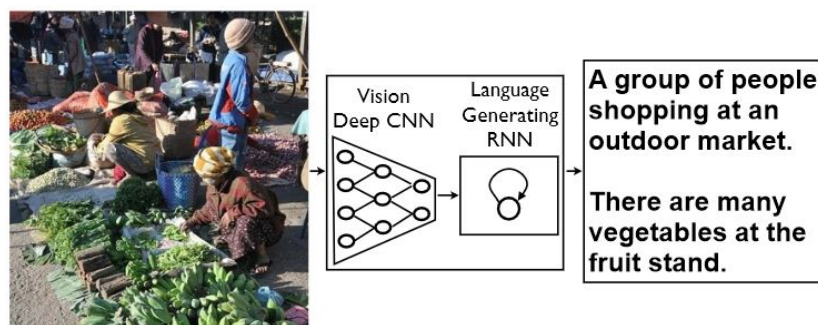 Vision
Deep CNN
Language
Generating
RNN
A group of people
shopping at an
outdoor market.
There are many
vegetables at the
fruit stand.